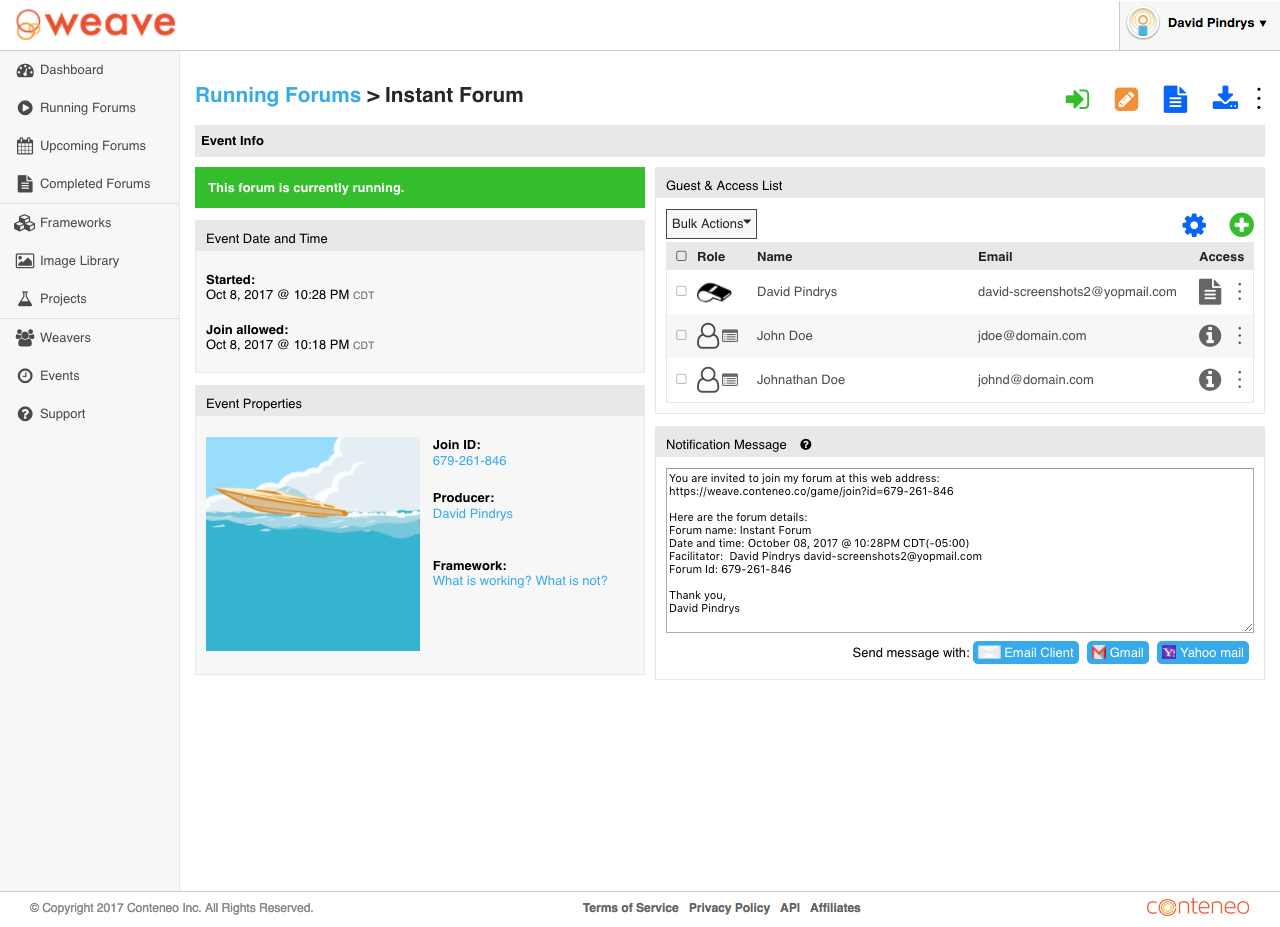 weave
David Pindrys ▼
Dashboard
Running Forums
Upcoming Forums
Completed Forums
Frameworks
Image Library
Projects
Weavers
Events
Support
Running Forums > Instant Forum
Event Info
This forum is currently running.
Event Date and Time
Started:
Oct 8, 2017 @ 10:28 PM CDT
Join allowed:
Oct 8, 2017 @ 10:18 PM CDT
Event Properties
Join ID:
679-261-846
Producer:
David Pindrys
Framework:
What is working? What is not?
Guest & Access List
Bulk Actions
Role Name Email Access
David Pindrys david-screenshots2@yopmail.com
John Doe jdoe@domain.com
Johnathan Doe johnd@domain.com
Notification Message
You are invited to join my forum at this web address:
https://weave.conteneo.co/game/join?id=679-261-846
Here are the forum details:
Forum name: Instant Forum
Date and time: October 08, 2017 @ 10:28PM CDT(-05:00)
Facilitator:  David Pindrys david-screenshots2@yopmail.com
Forum Id: 679-261-846
Thank you,
David Pindrys
Send message with: Email Client Gmail Yahoo mail
© Copyright 2017 Conteneo Inc. All Rights Reserved.
Terms of Service Privacy Policy API Affiliates
conteneo